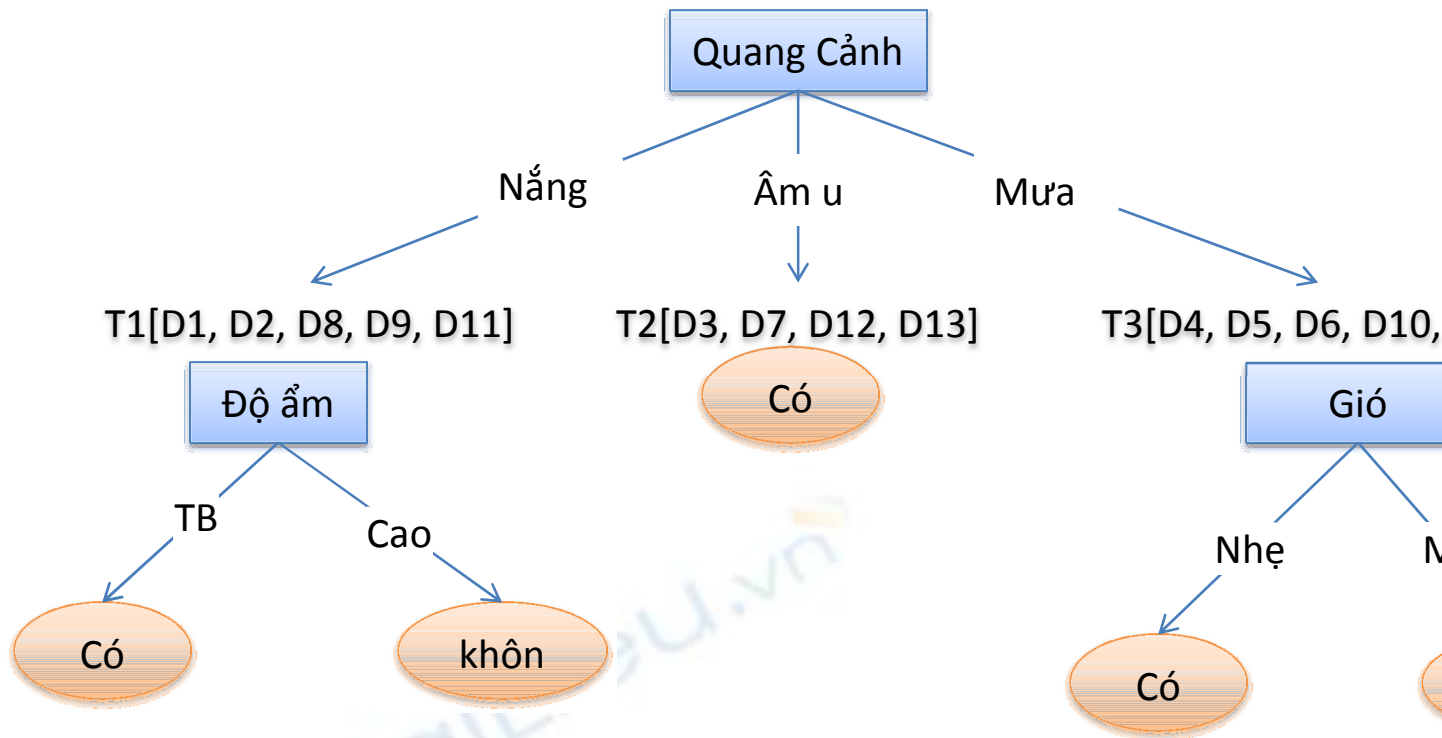 Quang Cảnh
Nắng Âm u Mưa
T1[D1, D2, D8, D9, D11] T2[D3, D7, D12, D13] T3[D4, D5, D6, D10,
Độ ẩm Có Gió
TB Cao Nhẹ M
Có khôn Có